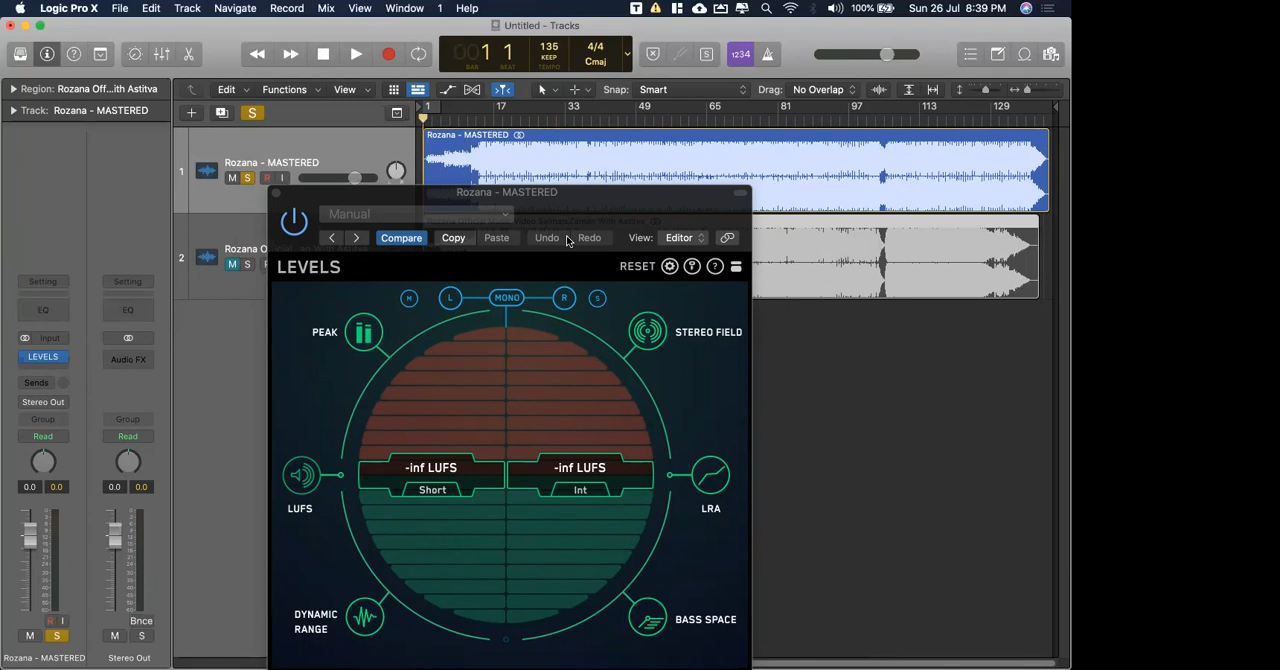 Logic Pro X File Edit Track Navigate Record Mix View Window 1 Help 100% Sun 26 Jul 8:39 PM
Untitled - Tracks
1 1 135 4/4
KEEP Cmaj
BAR BEAT TEMPO
1234
Region: Rozana Off...ith Astitva
Track: Rozana - MASTERED
Edit Functions View Snap: Smart Drag: No Overlap
S
1 17 33 49 65 81 97 113 129
Rozana - MASTERED
1 Rozana - MASTERED
M S R I
Rozana - MASTERED
Manual
2 Rozana O
M
Compare Copy Paste Undo Redo View: Editor
LEVELS RESET ?
M L MONO R S
PEAK STEREO FIELD
-inf LUFS -inf LUFS
Short Int
LUFS LRA
DYNAMIC RANGE BASS SPACE
Setting Setting
EQ EQ
Input
LEVELS Audio FX
Sends
Stereo Out
Group Group
Read Read
0.0 0.0 0.0 0.0
R I Bnce
M S M S
Rozana - MASTERED Stereo Out